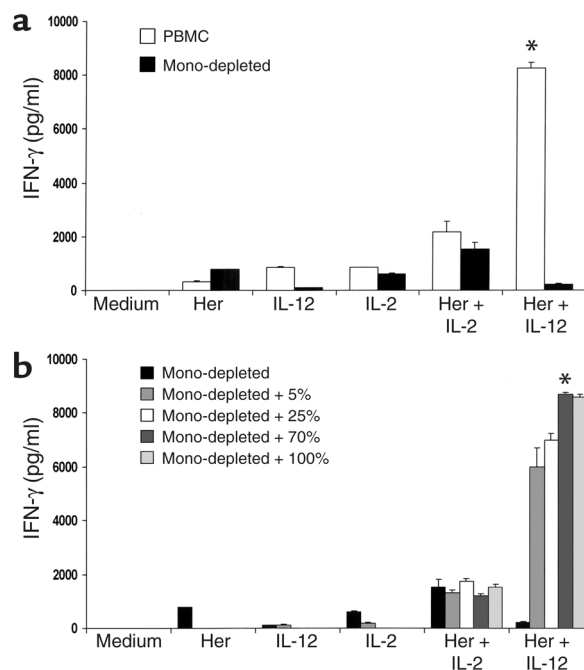 a
PBMC
Mono-depleted
IFN-γ (pg/ml)
10000
8000
6000
4000
2000
0
*
Medium Her IL-12 IL-2 Her + IL-2 Her + IL-12
b
Mono-depleted
Mono-depleted + 5%
Mono-depleted + 25%
Mono-depleted + 70%
Mono-depleted + 100%
IFN-γ (pg/ml)
10000
8000
6000
4000
2000
0
*
Medium Her IL-12 IL-2 Her + IL-2 Her + IL-12